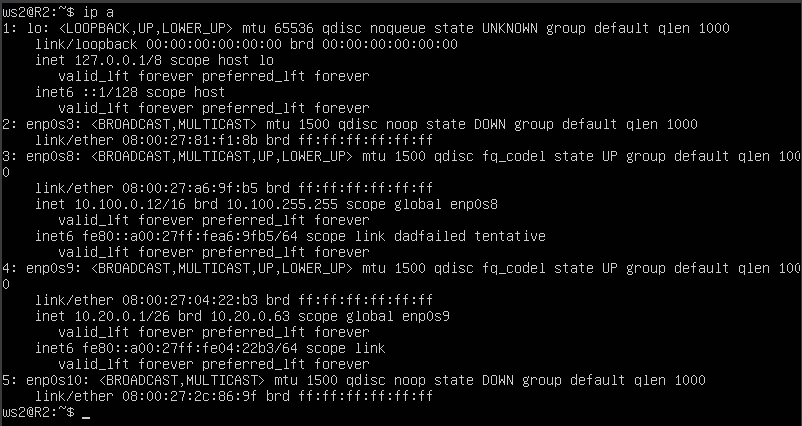 ws2@R2:~$ ip a
1: lo: <LOOPBACK,UP,LOWER_UP> mtu 65536 qdisc noqueue state UNKNOWN group default qlen 1000
    link/loopback 00:00:00:00:00:00 brd 00:00:00:00:00:00
    inet 127.0.0.1/8 scope host lo
       valid_lft forever preferred_lft forever
    inet6 ::1/128 scope host
       valid_lft forever preferred_lft forever
2: enp0s3: <BROADCAST,MULTICAST> mtu 1500 qdisc noop state DOWN group default qlen 1000
    link/ether 08:00:27:81:f1:8b brd ff:ff:ff:ff:ff:ff
3: enp0s8: <BROADCAST,MULTICAST,UP,LOWER_UP> mtu 1500 qdisc fq_codel state UP group default qlen 100
0
    link/ether 08:00:27:a6:9f:b5 brd ff:ff:ff:ff:ff:ff
    inet 10.100.0.12/16 brd 10.100.255.255 scope global enp0s8
       valid_lft forever preferred_lft forever
    inet6 fe80::a00:27ff:fea6:9fb5/64 scope link dadfailed tentative
       valid_lft forever preferred_lft forever
4: enp0s9: <BROADCAST,MULTICAST,UP,LOWER_UP> mtu 1500 qdisc fq_codel state UP group default qlen 100
0
    link/ether 08:00:27:04:22:b3 brd ff:ff:ff:ff:ff:ff
    inet 10.20.0.1/26 brd 10.20.0.63 scope global enp0s9
       valid_lft forever preferred_lft forever
    inet6 fe80::a00:27ff:fe04:22b3/64 scope link
       valid_lft forever preferred_lft forever
5: enp0s10: <BROADCAST,MULTICAST> mtu 1500 qdisc noop state DOWN group default qlen 1000
    link/ether 08:00:27:2c:86:9f brd ff:ff:ff:ff:ff:ff
ws2@R2:~$ _